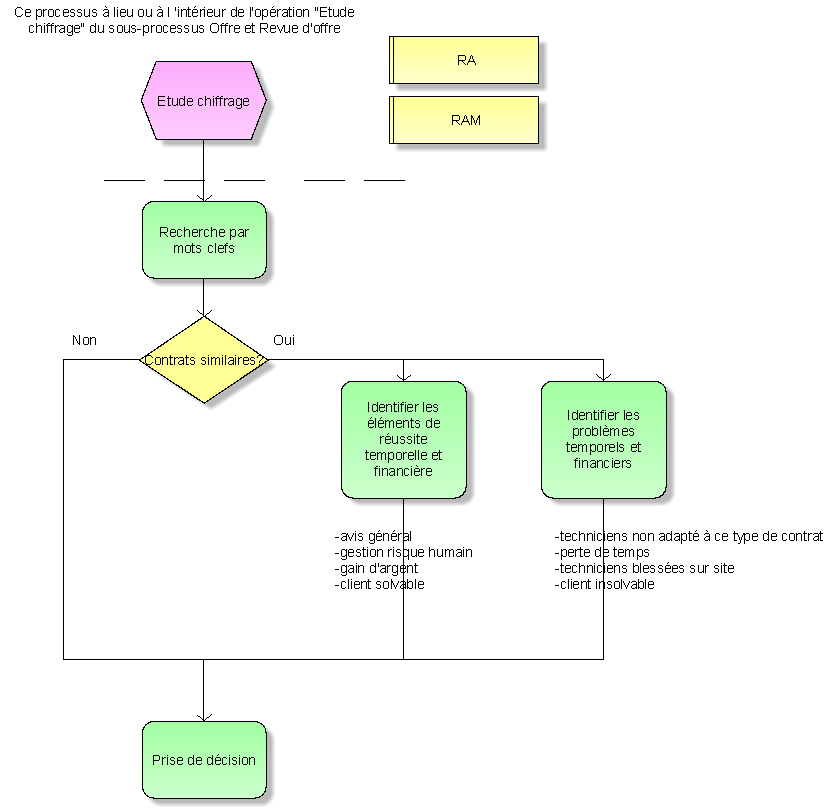 Ce processus à lieu ou à l 'intérieur de l'opération "Etude
chiffrage" du sous-processus Offre et Revue d'offre
RA
Etude chiffrage
RAM
Recherche par
mots clefs
Non
Oui
Contrats similaires?
Identifier les
éléments de
réussite
temporelle et
financière
Identifier les
problèmes
temporels et
financiers
-avis général
-gestion risque humain
-gain d'argent
-client solvable
-techniciens non adapté à ce type de contrat
-perte de temps
-techniciens blessées sur site
-client insolvable
Prise de décision